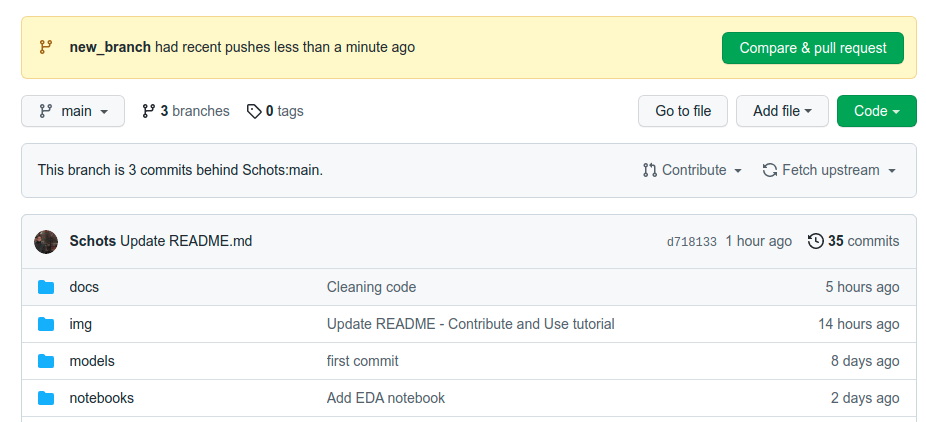 new_branch had recent pushes less than a minute ago Compare & pull request
main 3 branches 0 tags Go to file Add file Code
This branch is 3 commits behind Schots:main. Contribute Fetch upstream
Schots Update README.md d718133 1 hour ago 35 commits
docs Cleaning code 5 hours ago
img Update README - Contribute and Use tutorial 14 hours ago
models first commit 8 days ago
notebooks Add EDA notebook 2 days ago